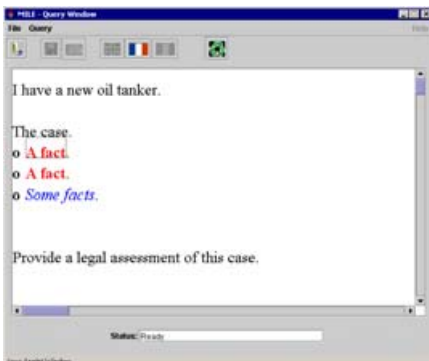 MILE - Query Window
File Query Help
I have a new oil tanker.
The case.
o A fact.
o A fact.
o Some facts.
Provide a legal assessment of this case.
Status: Ready